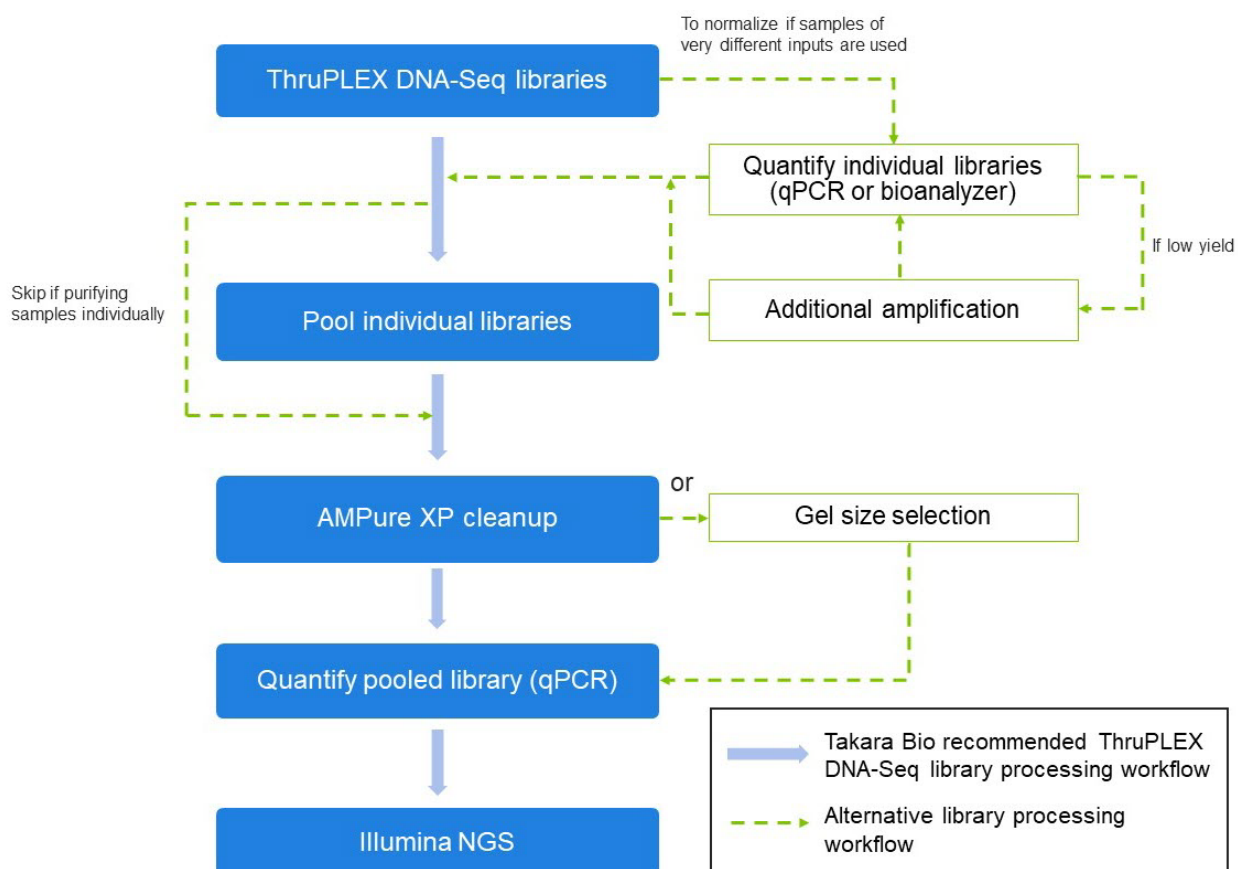 To normalize if samples of
very different inputs are used
ThruPLEX DNA-Seq libraries
Quantify individual libraries
(qPCR or bioanalyzer)
If low yield
Skip if purifying
samples individually
Pool individual libraries
Additional amplification
or
AMPure XP cleanup
Gel size selection
Quantify pooled library (qPCR)
Takara Bio recommended ThruPLEX
DNA-Seq library processing workflow
Alternative library processing
workflow
Illumina NGS